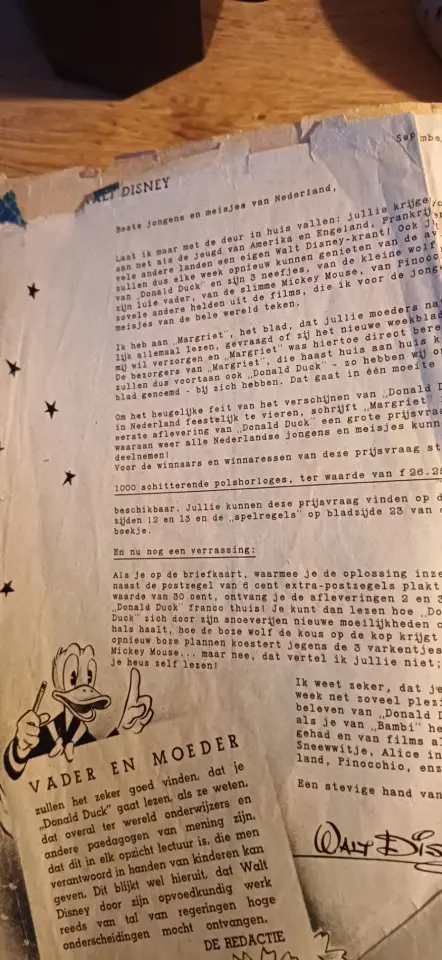 WALT DISNEY
Beste jongens en meisjes van Nederland,
Laat ik maar met de deur in huis vallen: jullie krijge
aan net als de jeugd van Amerika en Engeland, Frankrij
vele andere landen een eigen Walt Disney-krant! Ook j
zullen dus elke week opnieuw kunnen genieten van de av
van „Donald Duck" en zijn 3 neefjes, van de kleine wolf
zijn luie vader, van de slimme Mickey Mouse, van Pinocc
zovele andere helden uit de films, die ik voor de jong
meisjes van de hele wereld teken.
Ik heb aan „Margriet", het blad, dat jullie moeders na
lijk allemaal lezen, gevraagd of zij het nieuwe weekblad
mij wil verzorgen en „Margriet" was hiertoe direct bere
De bezorgers van „Margriet", die haast huis aan huis k
zullen dus voortaan ook „Donald Duck" - zo hebben wij on
blad genoemd - bij zich hebben. Dat gaat in één moeite
Om het heugelijke feit van het verschijnen van „Donald D
in Nederland feestelijk te vieren, schrijft „Margriet"
eerste aflevering van „Donald Duck" een grote prijsvra
waaraan weer alle Nederlandse jongens en meisjes kunne
deelnemen!
Voor de winnaars en winnaressen van deze prijsvraag st
1000 schitterende polshorloges, ter waarde van f 26.2
beschikbaar. Jullie kunnen deze prijsvraag vinden op d
zijden 12 en 13 en de „spelregels" op bladzijde 23 van
boekje.
En nu nog een verrassing:
Als je op de briefkaart, waarmee je de oplossing inze
naast de postzegel van 6 cent extra-postzegels plakt
waarde van 30 cent, ontvang je de afleveringen 2 en 3
„Donald Duck" franco thuis! Je kunt dan lezen hoe „Do
Duck" zich door zijn snoeverijen nieuwe moeilijkheden o
hals haalt, hoe de boze wolf de kous op de kop krijgt
opnieuw boze plannen koestert jegens de 3 varkentjes
Mickey Mouse... maar nee, dat vertel ik jullie niet;
je heus zelf lezen!
Ik weet zeker, dat je
week net zoveel plezi
beleven van „Donald D
als je van „Bambi" he
gehad en van films al
Sneewwitje, Alice in
land, Pinocchio, enz
Een stevige hand van
WALT DIS
VADER EN MOEDER
zullen het zeker goed vinden, dat je
„Donald Duck" gaat lezen, als ze weten,
dat overal ter wereld onderwijzers en
andere paedagogen van mening zijn,
dat dit in elk opzicht lectuur is, die men
verantwoord in handen van kinderen kan
geven. Dit blijkt wel hieruit, dat Walt
Disney door zijn opvoedkundig werk
reeds van tal van regeringen hoge
onderscheidingen mocht ontvangen.
DE REDACTIE